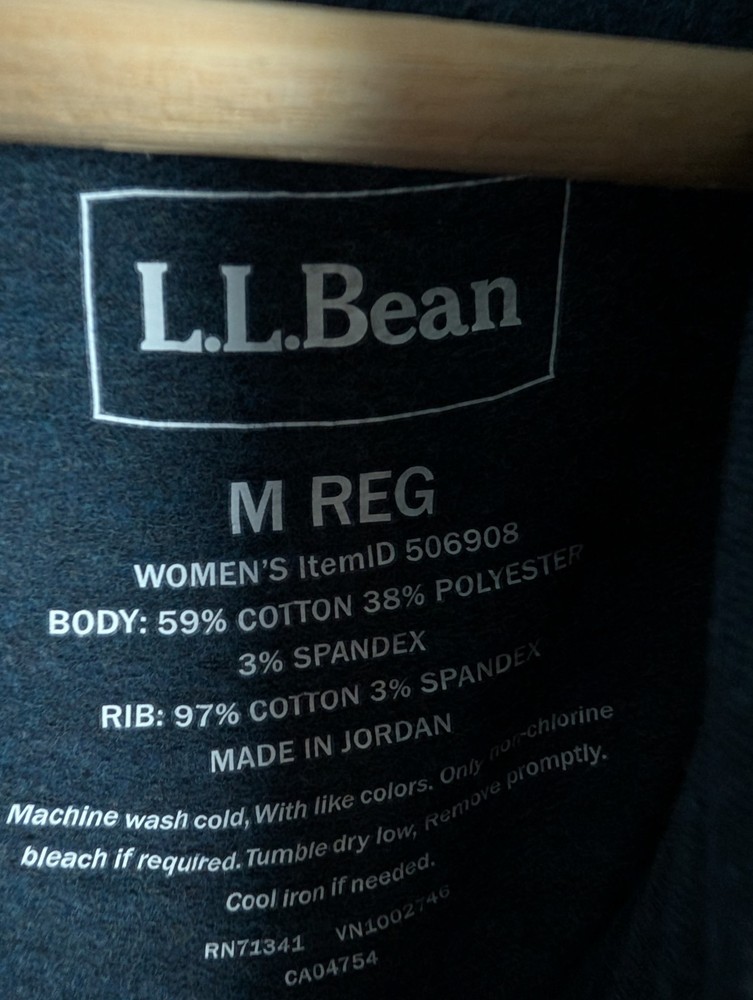 L.L.Bean
M REG
WOMEN'S ItemID 506908
BODY: 59% COTTON 38% POLYESTER
3% SPANDEX
RIB: 97% COTTON 3% SPANDEX
MADE IN JORDAN
Machine wash cold, With like colors. Only non-chlorine
bleach if required. Tumble dry low, Remove promptly.
Cool iron if needed.
RN71341 VN1002746
CA04754